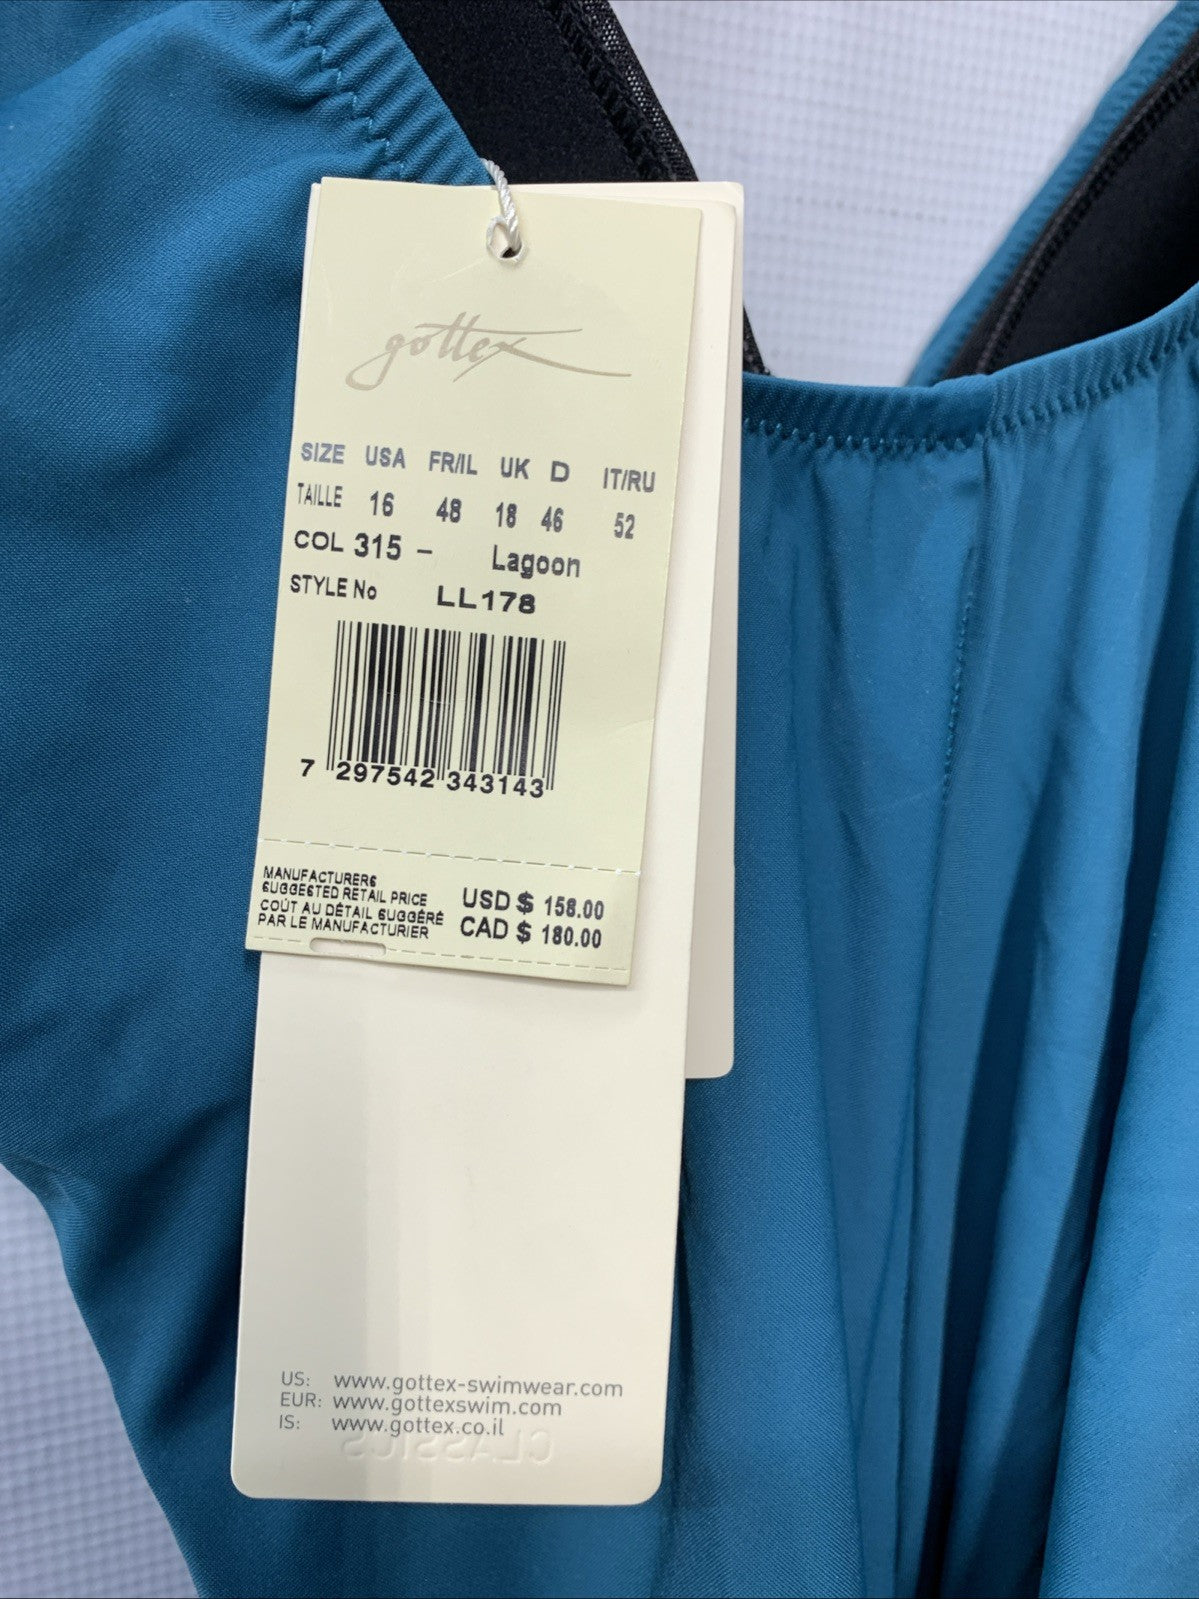 gottex
SIZE USA FR/IL UK D IT/RU
TAILLE 16 48 18 46 52
COL 315 – Lagoon
STYLE No LL178
7 297542 343143
MANUFACTURERS
SUGGESTED RETAIL PRICE USD $ 158.00
COÛT AU DÉTAIL SUGGÉRÉ
PAR LE MANUFACTURIER CAD $ 180.00
US: www.gottex-swimwear.com
EUR: www.gottexswim.com
IS: www.gottex.co.il
CLASSICS